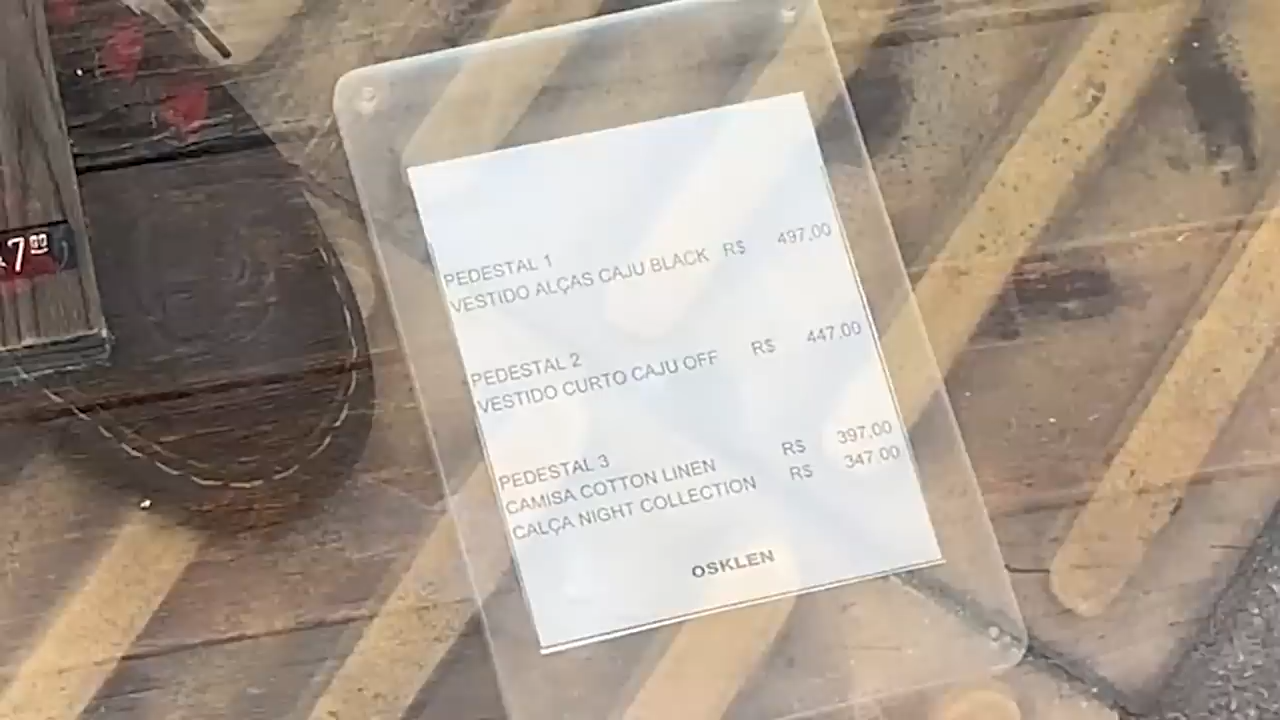 PEDESTAL 1
VESTIDO ALÇAS CAJU BLACK R$ 497,00
PEDESTAL 2
VESTIDO CURTO CAJU OFF R$ 447,00
PEDESTAL 3
CAMISA COTTON LINEN R$ 397,00
CALÇA NIGHT COLLECTION R$ 347,00
OSKLEN